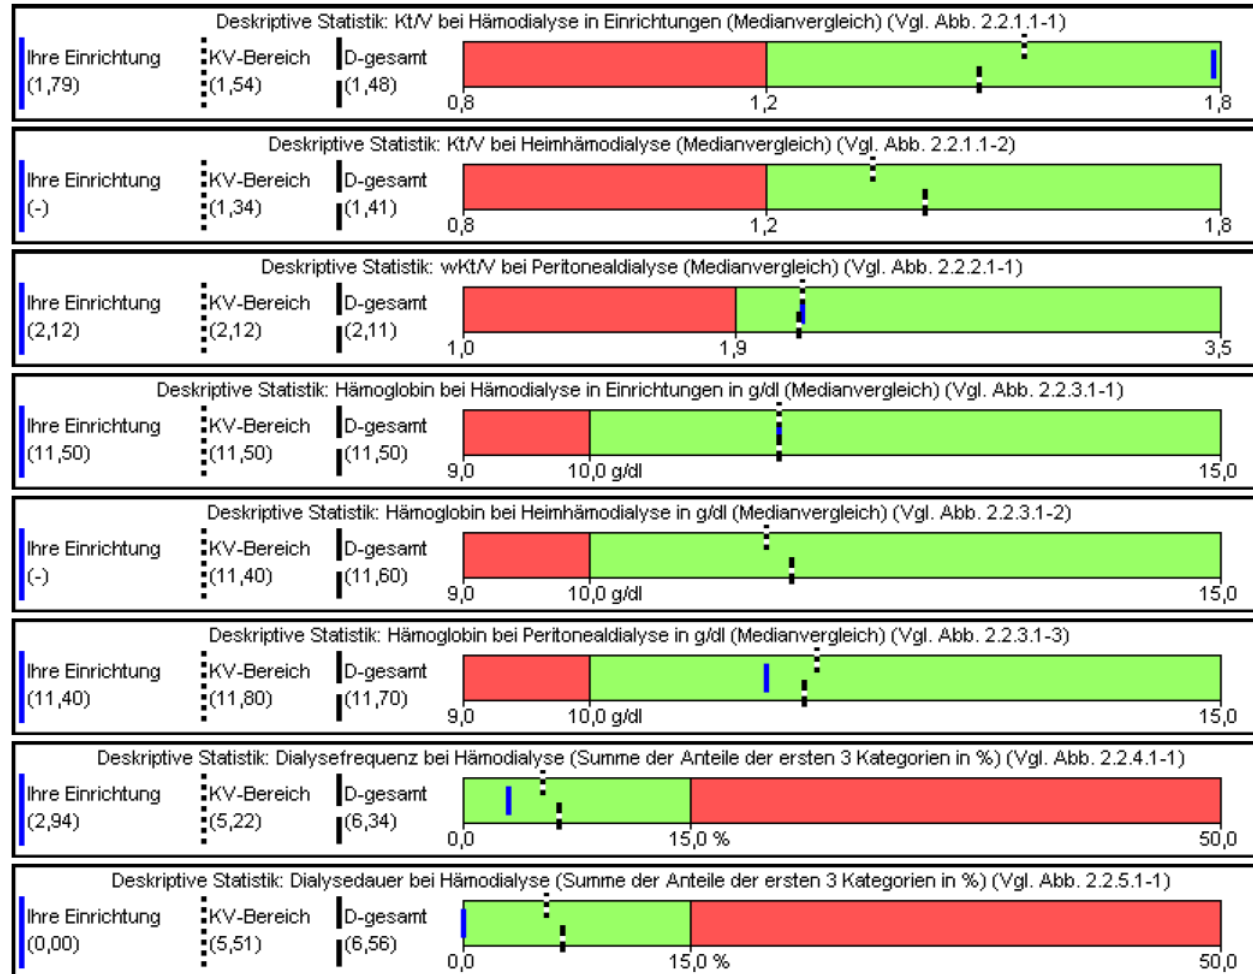 Deskriptive Statistik: Kt/V bei Hämodialyse in Einrichtungen (Medianvergleich) (Vgl. Abb. 2.2.1.1-1)
Ihre Einrichtung KV-Bereich D-gesamt
(1,79) (1,54) (1,48)
0,8 1,2 1,8
Deskriptive Statistik: Kt/V bei Heimhämodialyse (Medianvergleich) (Vgl. Abb. 2.2.1.1-2)
Ihre Einrichtung KV-Bereich D-gesamt
(-) (1,34) (1,41)
0,8 1,2 1,8
Deskriptive Statistik: wKt/V bei Peritonealdialyse (Medianvergleich) (Vgl. Abb. 2.2.2.1-1)
Ihre Einrichtung KV-Bereich D-gesamt
(2,12) (2,12) (2,11)
1,0 1,9 3,5
Deskriptive Statistik: Hämoglobin bei Hämodialyse in Einrichtungen in g/dl (Medianvergleich) (Vgl. Abb. 2.2.3.1-1)
Ihre Einrichtung KV-Bereich D-gesamt
(11,50) (11,50) (11,50)
9,0 10,0 g/dl 15,0
Deskriptive Statistik: Hämoglobin bei Heimhämodialyse in g/dl (Medianvergleich) (Vgl. Abb. 2.2.3.1-2)
Ihre Einrichtung KV-Bereich D-gesamt
(-) (11,40) (11,60)
9,0 10,0 g/dl 15,0
Deskriptive Statistik: Hämoglobin bei Peritonealdialyse in g/dl (Medianvergleich) (Vgl. Abb. 2.2.3.1-3)
Ihre Einrichtung KV-Bereich D-gesamt
(11,40) (11,80) (11,70)
9,0 10,0 g/dl 15,0
Deskriptive Statistik: Dialysefrequenz bei Hämodialyse (Summe der Anteile der ersten 3 Kategorien in %) (Vgl. Abb. 2.2.4.1-1)
Ihre Einrichtung KV-Bereich D-gesamt
(2,94) (5,22) (6,34)
0,0 15,0 % 50,0
Deskriptive Statistik: Dialysedauer bei Hämodialyse (Summe der Anteile der ersten 3 Kategorien in %) (Vgl. Abb. 2.2.5.1-1)
Ihre Einrichtung KV-Bereich D-gesamt
(0,00) (5,51) (6,56)
0,0 15,0 % 50,0